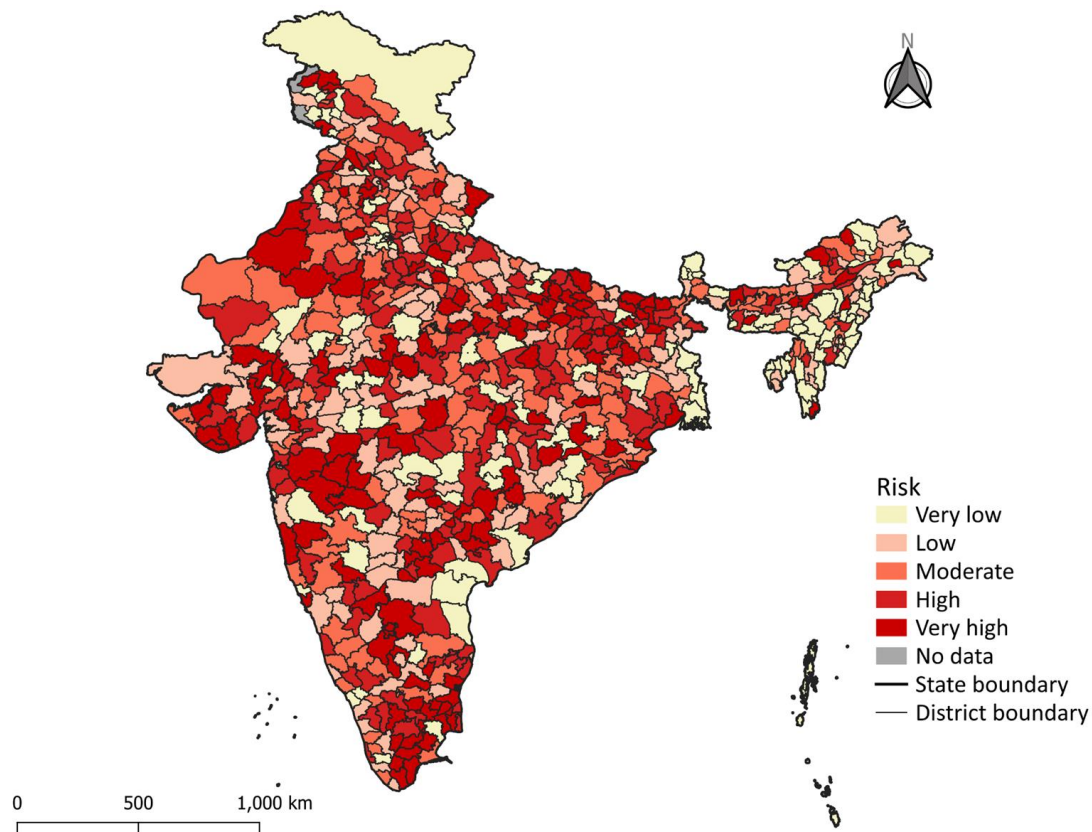 N
Risk
Very low
Low
Moderate
High
Very high
No data
State boundary
District boundary
0 500 1,000 km